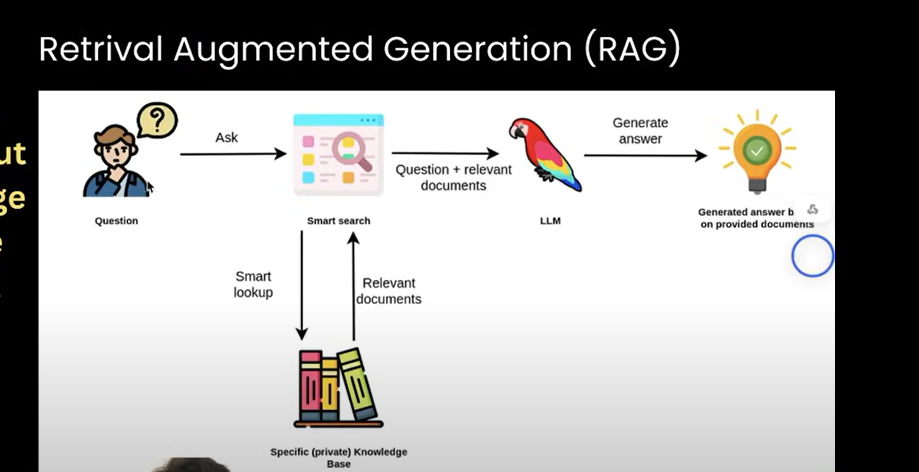 Retrival Augmented Generation (RAG)
ut
ge
e
?
Ask
Generate
answer
Question + relevant
documents
Question
Smart search
LLM
Generated answer b
on provided documents
Smart
lookup
Relevant
documents
Specific (private) Knowledge
Base